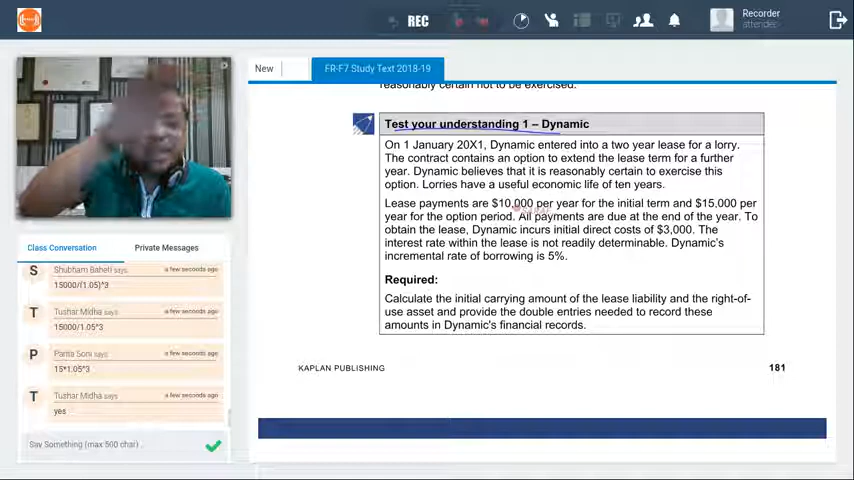 REC
Recorder
attendee
New
FR-F7 Study Text 2018-19
reasonably certain not to be exercised.
Test your understanding 1 – Dynamic
On 1 January 20X1, Dynamic entered into a two year lease for a lorry.
The contract contains an option to extend the lease term for a further
year. Dynamic believes that it is reasonably certain to exercise this
option. Lorries have a useful economic life of ten years.
Lease payments are $10,000 per year for the initial term and $15,000 per
year for the option period. All payments are due at the end of the year. To
obtain the lease, Dynamic incurs initial direct costs of $3,000. The
interest rate within the lease is not readily determinable. Dynamic's
incremental rate of borrowing is 5%.
Required:
Calculate the initial carrying amount of the lease liability and the right-of-
use asset and provide the double entries needed to record these
amounts in Dynamic's financial records.
KAPLAN PUBLISHING
181
Class Conversation
Private Messages
S
Shubham Baheti says
a few seconds ago
15000/(1.05)^3
T
Tushar Midha says
a few seconds ago
15000/1.05^3
P
Soni says
a few seconds ago
15*1.05^3
T
Tushar Midha says
a few seconds ago
yes
Say Something (max 500 char)